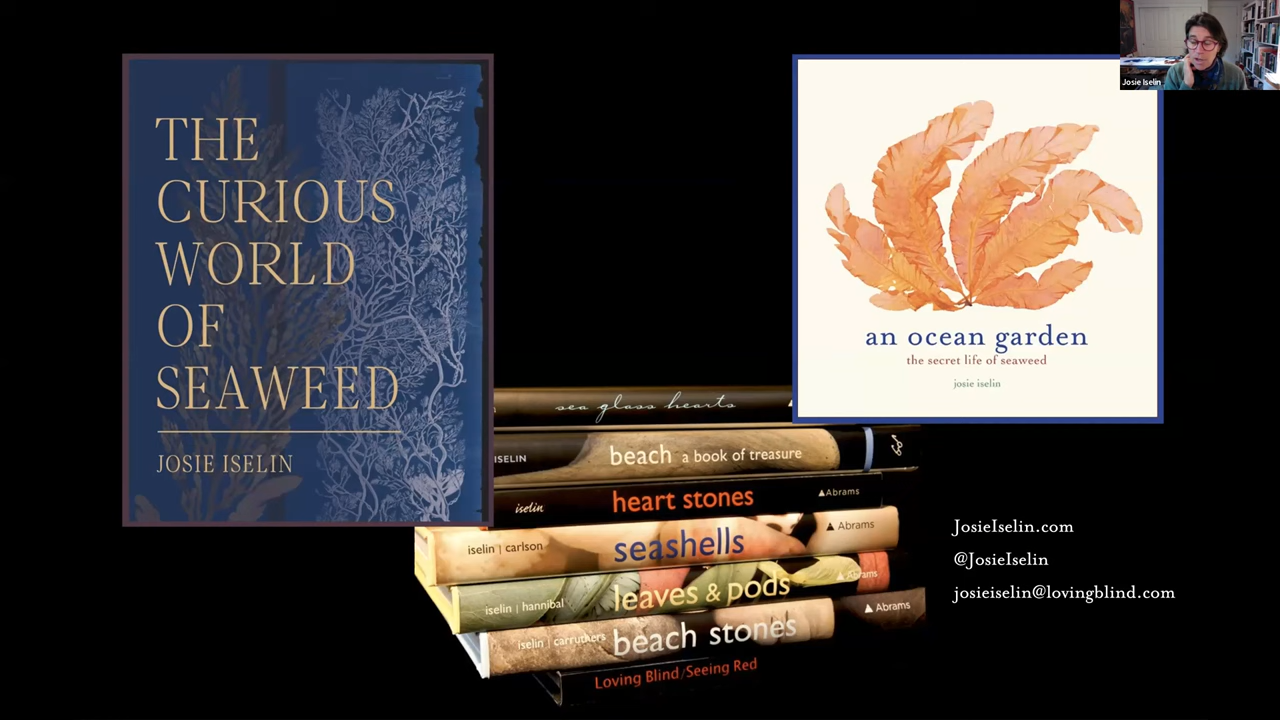 THE
CURIOUS
WORLD
OF
SEAWEED
JOSIE ISELIN
Josie Iselin
an ocean garden
the secret life of seaweed
josie iselin
sea glass hearts
ISELIN beach a book of treasure
iselin heart stones Abrams
iselin | carlson seashells Abrams
iselin | hannibal leaves & pods Abrams
iselin | carruthers beach stones Abrams
Loving Blind/Seeing Red
JosieIselin.com
@JosieIselin
josieiselin@lovingblind.com